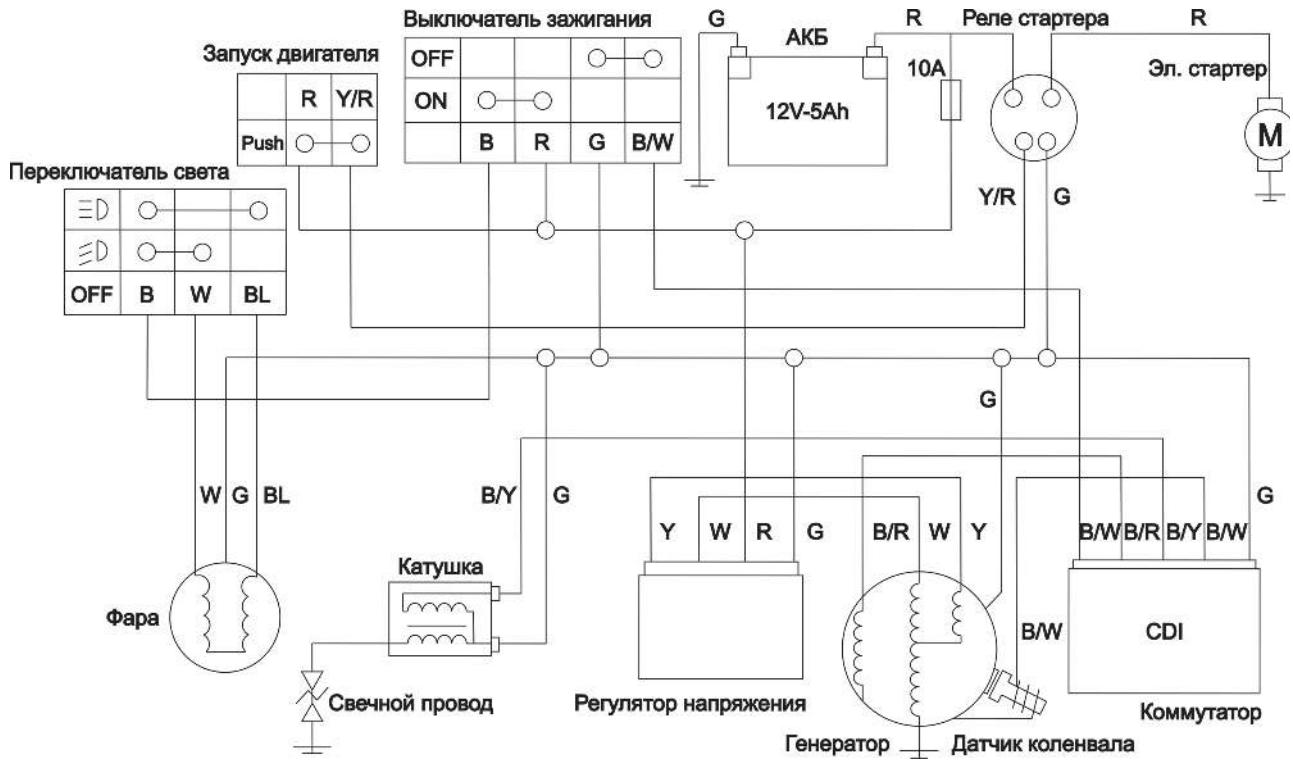 Выключатель зажигания
G
R
Реле стартера
R
АКБ
Запуск двигателя
OFF
10A
Эл. стартер
R Y/R
ON
12V-5Ah
Push
B R G B/W
M
Переключатель света
Y/R G
OFF B W BL
G
W G BL
B/Y G
G
Y W R G B/R W Y
B/W B/R B/Y B/W
Катушка
Фара
B/W
CDI
Свечной провод
Регулятор напряжения
Коммутатор
Генератор
Датчик коленвала